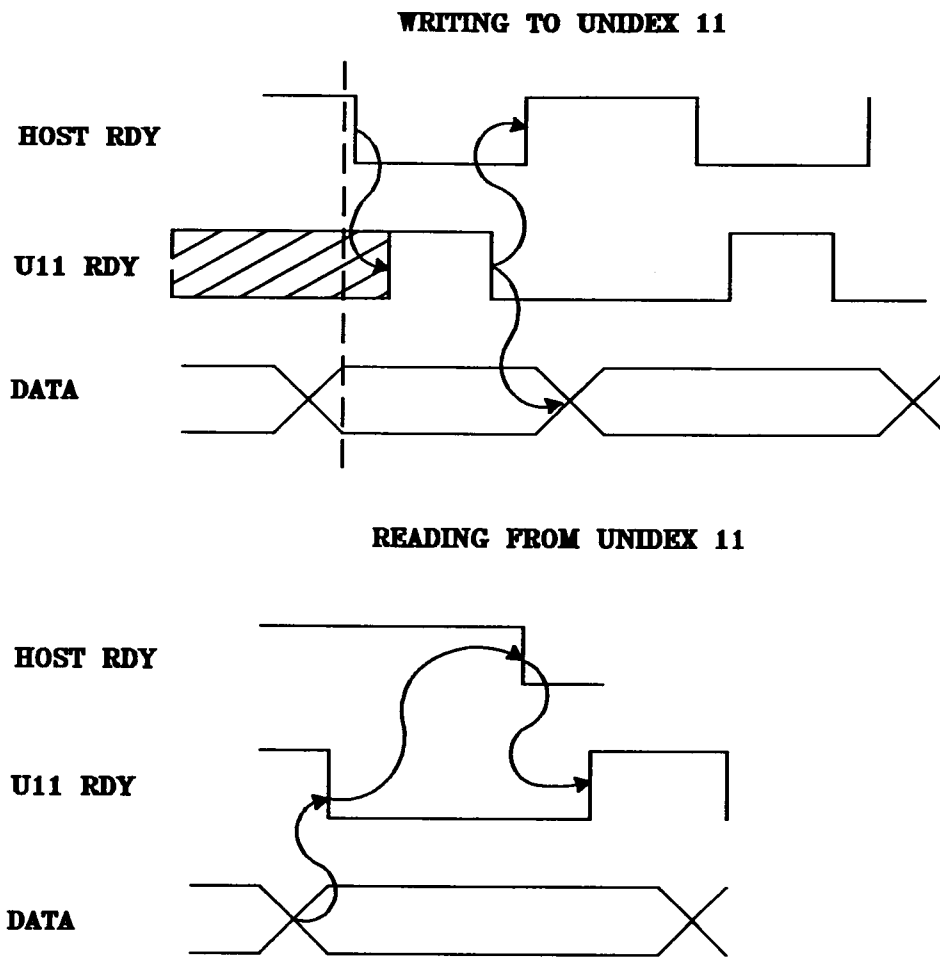 WRITING TO UNIDEX 11
HOST RDY
U11 RDY
DATA
READING FROM UNIDEX 11
HOST RDY
U11 RDY
DATA